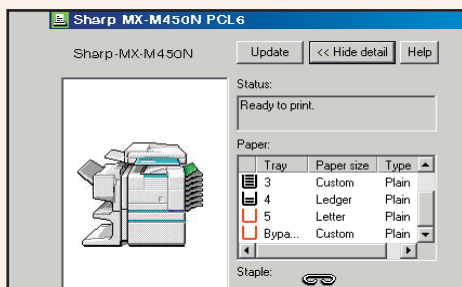 Sharp MX-M450N PCL6
Sharp-MX-M450N
Update << Hide detail Help
Status:
Ready to print.
Paper:
Tray Paper size Type
3 Custom Plain
4 Ledger Plain
5 Letter Plain
Bypa... Custom Plain
Staple: